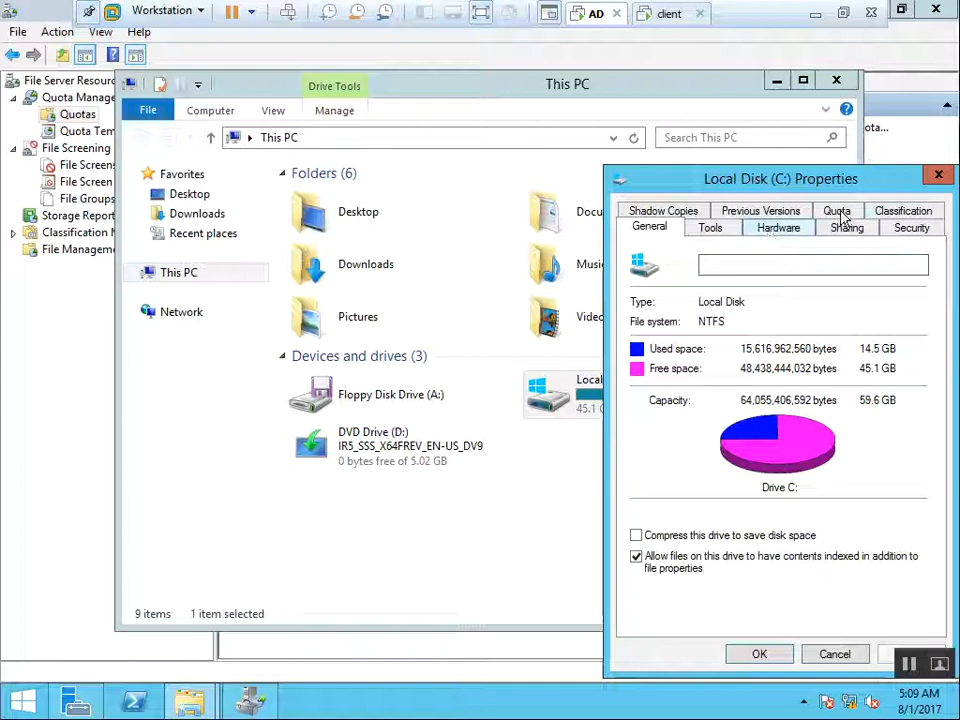 Workstation
AD
client
File
Action
View
Help
File Server Resour
Quota Manage
Quotas
Quota Tem
File Screening
File Screens
File Screen
File Groups
Storage Report
Classification
File Managem
Drive Tools
This PC
File
Computer
View
Manage
This PC
Search This PC
ota...
Favorites
Desktop
Downloads
Recent places
This PC
Network
Folders (6)
Desktop
Docu
Downloads
Music
Pictures
Video
Devices and drives (3)
Floppy Disk Drive (A:)
Local
45.1
DVD Drive (D:)
IR5_SSS_X64FREV_EN-US_DV9
0 bytes free of 5.02 GB
9 items
1 item selected
Local Disk (C:) Properties
Shadow Copies
Previous Versions
Quota
Classification
General
Tools
Hardware
Sharing
Security
Type:
Local Disk
File system:
NTFS
Used space:
15,616,962,560 bytes
14.5 GB
Free space:
48,438,444,032 bytes
45.1 GB
Capacity:
64,055,406,592 bytes
59.6 GB
Drive C:
Compress this drive to save disk space
Allow files on this drive to have contents indexed in addition to
file properties
OK
Cancel
5:09 AM
8/1/2017